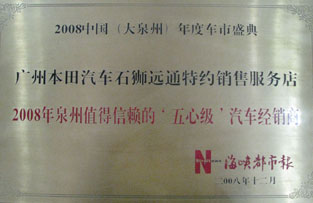 2008中国（大泉州）年度车市盛典
广州本田汽车石狮远通特约销售服务店
2008年泉州值得信赖的‘五心级’汽车经销商
N 海峡都市报
二00八年十二月